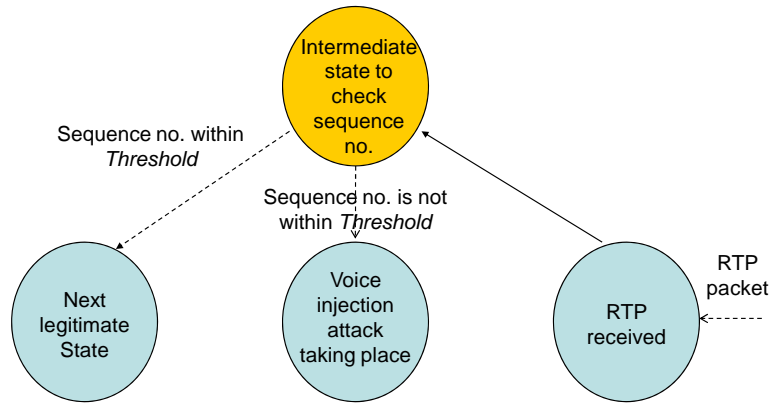 Intermediate
state to
check
sequence
no.
Sequence no. within
Threshold
Sequence no. is not
within Threshold
Next
legitimate
State
Voice
injection
attack
taking place
RTP
received
RTP
packet